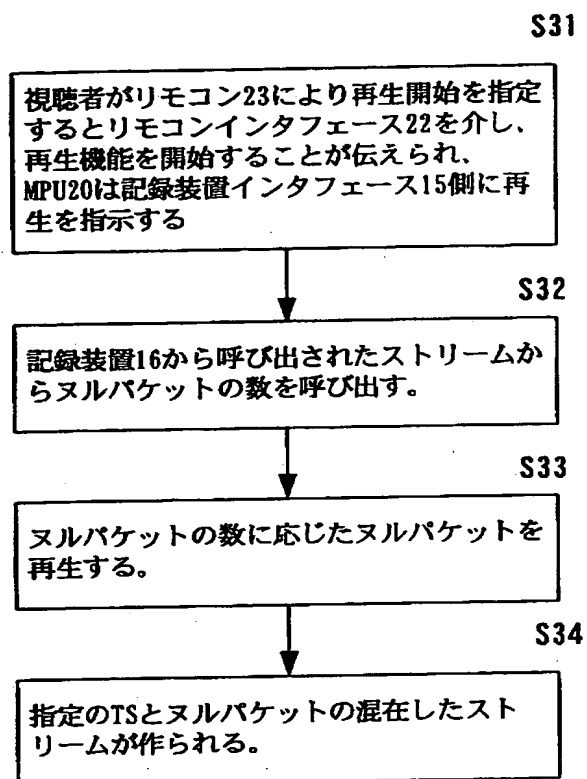 S31
視聴者がリモコン23により再生開始を指定
するとリモコンインタフェース22を介し、
再生機能を開始することが伝えられ、
MPU20は記録装置インタフェース15側に再
生を指示する
S32
記録装置16から呼び出されたストリームか
らヌルパケットの数を呼び出す。
S33
ヌルパケットの数に応じたヌルパケットを
再生する。
S34
指定のTSとヌルパケットの混在したスト
リームが作られる。